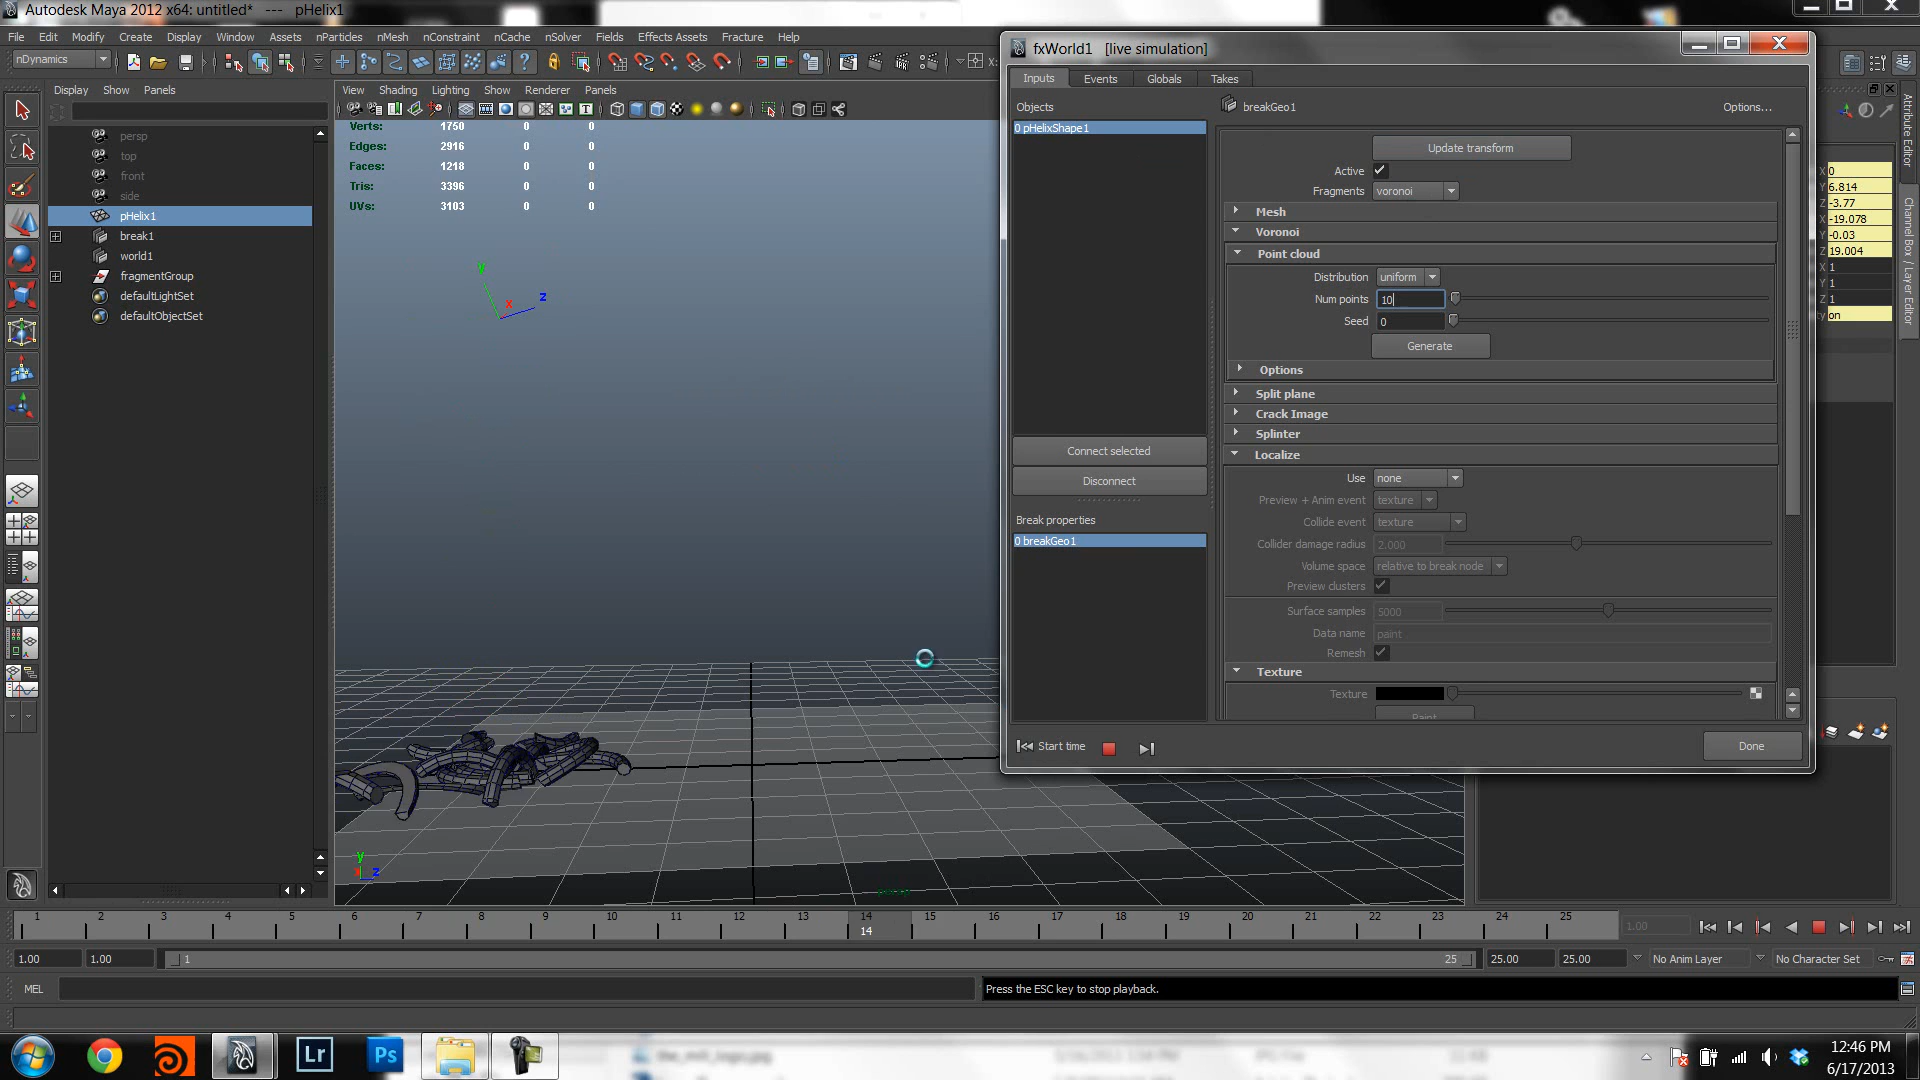 Autodesk Maya 2012 x64: untitled* --- pHelix1
File Edit Modify Create Display Window Assets nParticles nMesh nConstraint nCache nSolver Fields Effects Assets Fracture Help
nDynamics
X:
Display Show Panels
persp
top
front
side
pHelix1
break1
world1
fragmentGroup
defaultLightSet
defaultObjectSet
View Shading Lighting Show Renderer Panels
Verts: 1750 0 0
Edges: 2916 0 0
Faces: 1218 0 0
Tris: 3396 0 0
UVs: 3103 0 0
y
x
z
y
z
persp
fxWorld1 [live simulation]
Inputs Events Globals Takes
Objects
0 pHelixShape1
Connect selected
Disconnect
Break properties
0 breakGeo1
breakGeo1
Options...
Update transform
Active
Fragments voronoi
Mesh
Voronoi
Point cloud
Distribution uniform
Num points 10
Seed 0
Generate
Options
Split plane
Crack Image
Splinter
Localize
Use none
Preview + Anim event texture
Collide event texture
Collider damage radius 2.000
Volume space relative to break node
Preview clusters
Surface samples 5000
Data name paint
Remesh
Texture
Texture
Paint
Start time
Done
X 0
Y 6.814
Z -3.77
X -19.078
Y -0.03
Z 19.004
X 1
Y 1
Z 1
y on
Attribute Editor
Channel Box / Layer Editor
1 2 3 4 5 6 7 8 9 10 11 12 13 14 15 16 17 18 19 20 21 22 23 24 25
14
1.00
1.00 1.00 1 25 25.00 25.00 No Anim Layer No Character Set
MEL
Press the ESC key to stop playback.
Lr
Ps
the_mill_logo.jpg
12:46 PM
6/17/2013